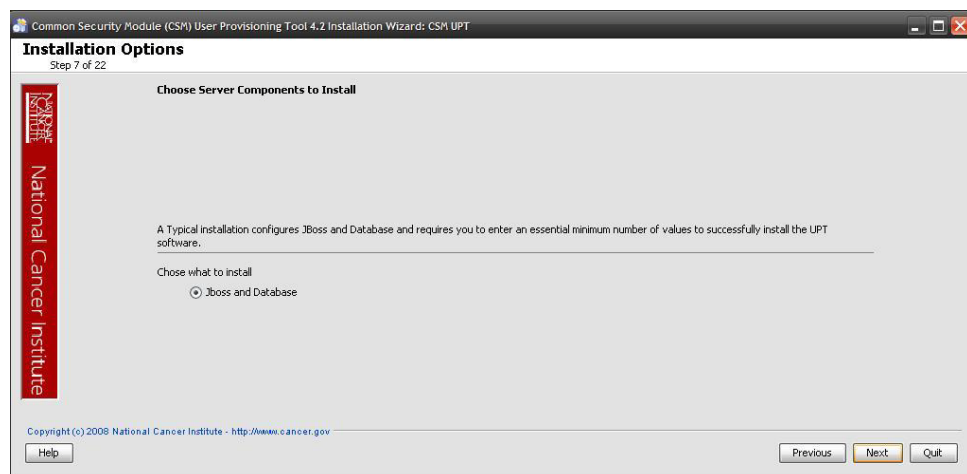 Common Security Module (CSM) User Provisioning Tool 4.2 Installation Wizard: CSM UPT
Installation Options
Step 7 of 22
NATIONAL
CANCER
INSTITUTE
National Cancer Institute
Choose Server Components to Install
A Typical installation configures JBoss and Database and requires you to enter an essential minimum number of values to successfully install the UPT
software.
Chose what to install
Jboss and Database
Copyright (c) 2008 National Cancer Institute - http://www.cancer.gov
Help
Previous
Next
Quit